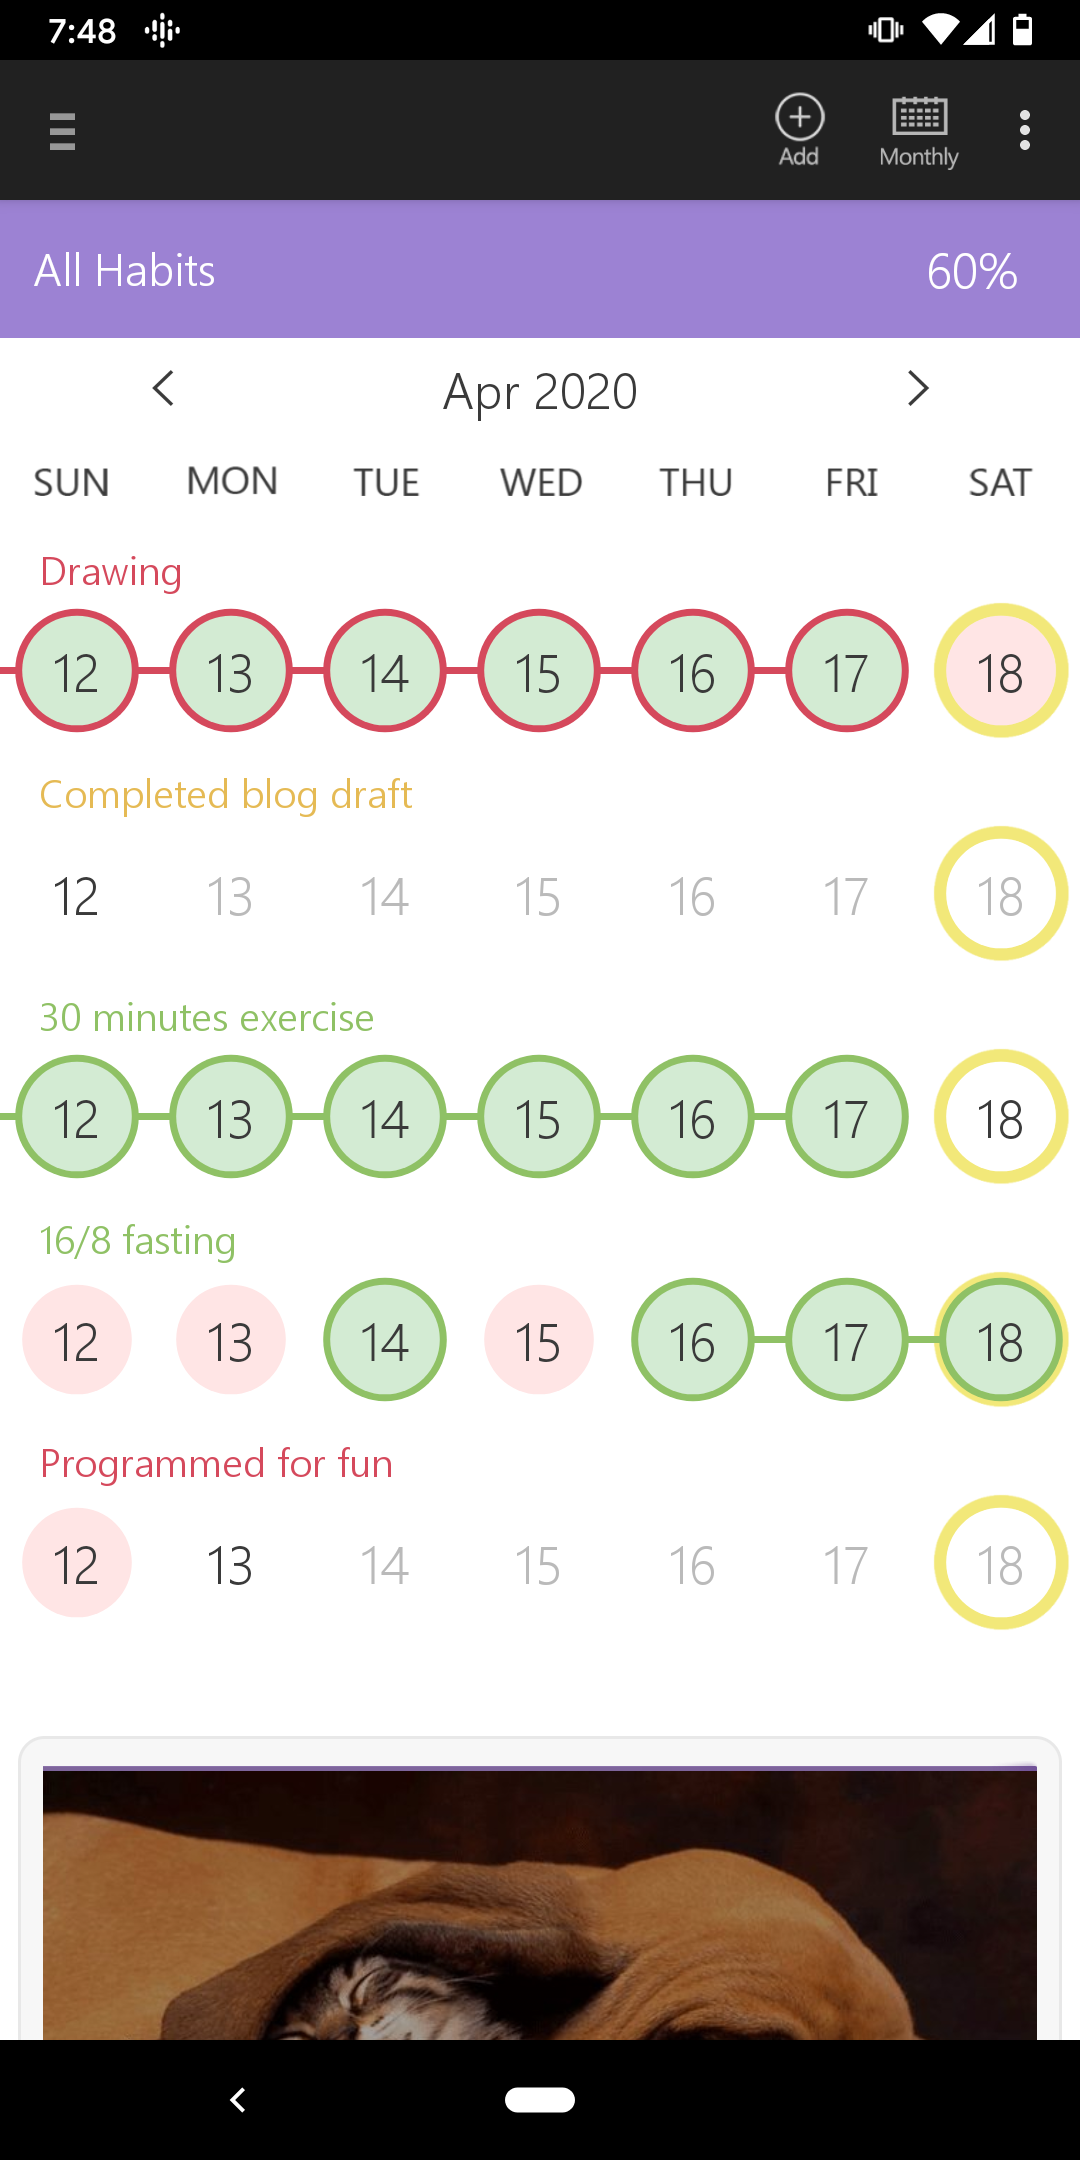 7:48
Add
Monthly
All Habits 60%
Apr 2020
SUN MON TUE WED THU FRI SAT
Drawing
12 13 14 15 16 17 18
Completed blog draft
12 13 14 15 16 17 18
30 minutes exercise
12 13 14 15 16 17 18
16/8 fasting
12 13 14 15 16 17 18
Programmed for fun
12 13 14 15 16 17 18